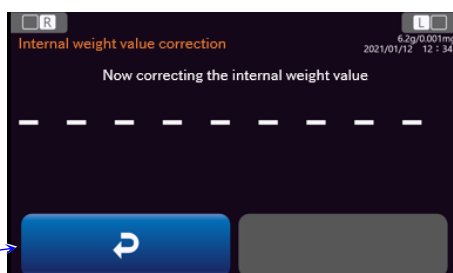 R
L
Internal weight value correction
6.2g/0.001mg
2021/01/12 12:34
Now correcting the internal weight value